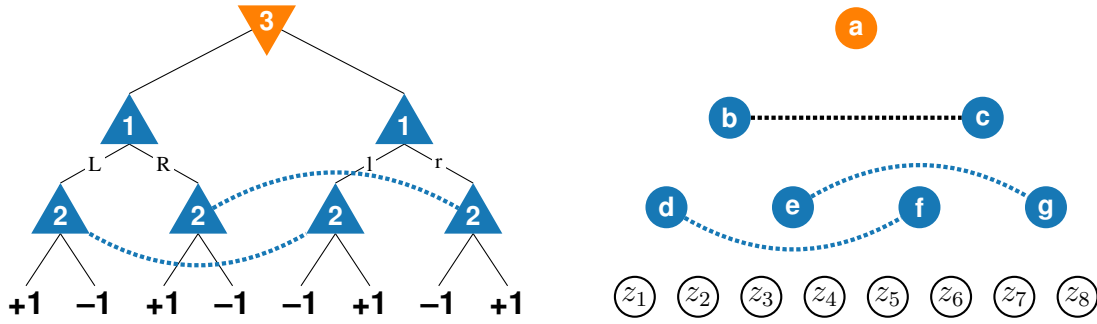 3 a
1 1 b c
L R l r
2 2 2 2 d e f g
+1 −1 +1 −1 −1 +1 −1 +1 z1 z2 z3 z4 z5 z6 z7 z8